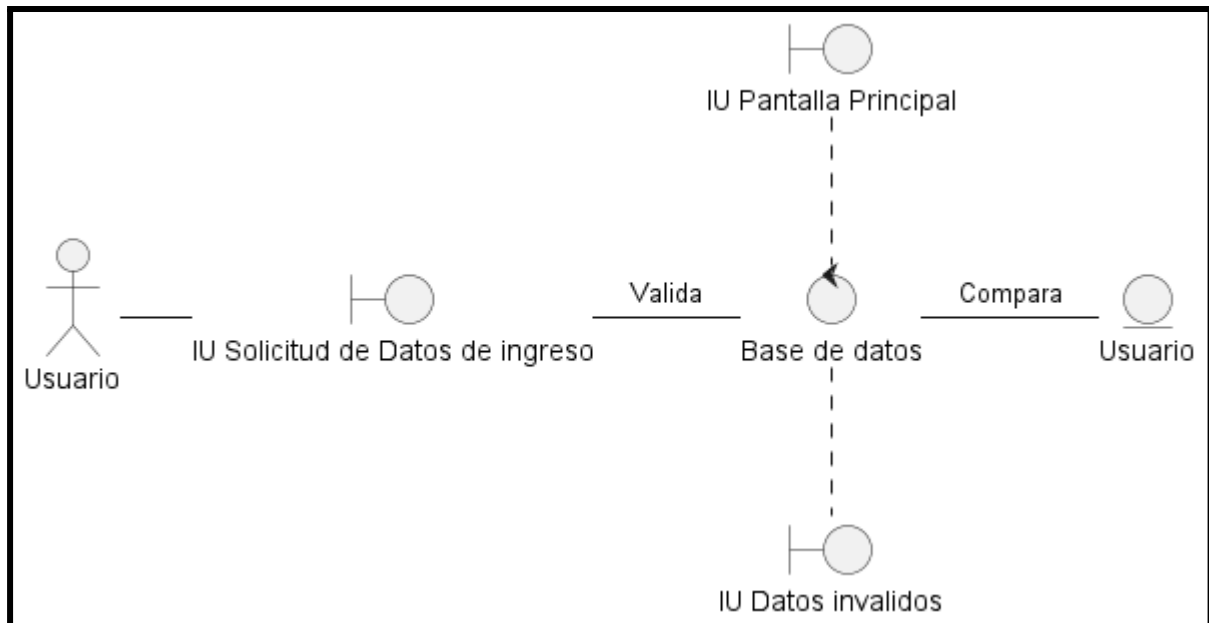 IU Pantalla Principal
Valida
Compara
IU Solicitud de Datos de ingreso
Base de datos
Usuario
Usuario
IU Datos invalidos